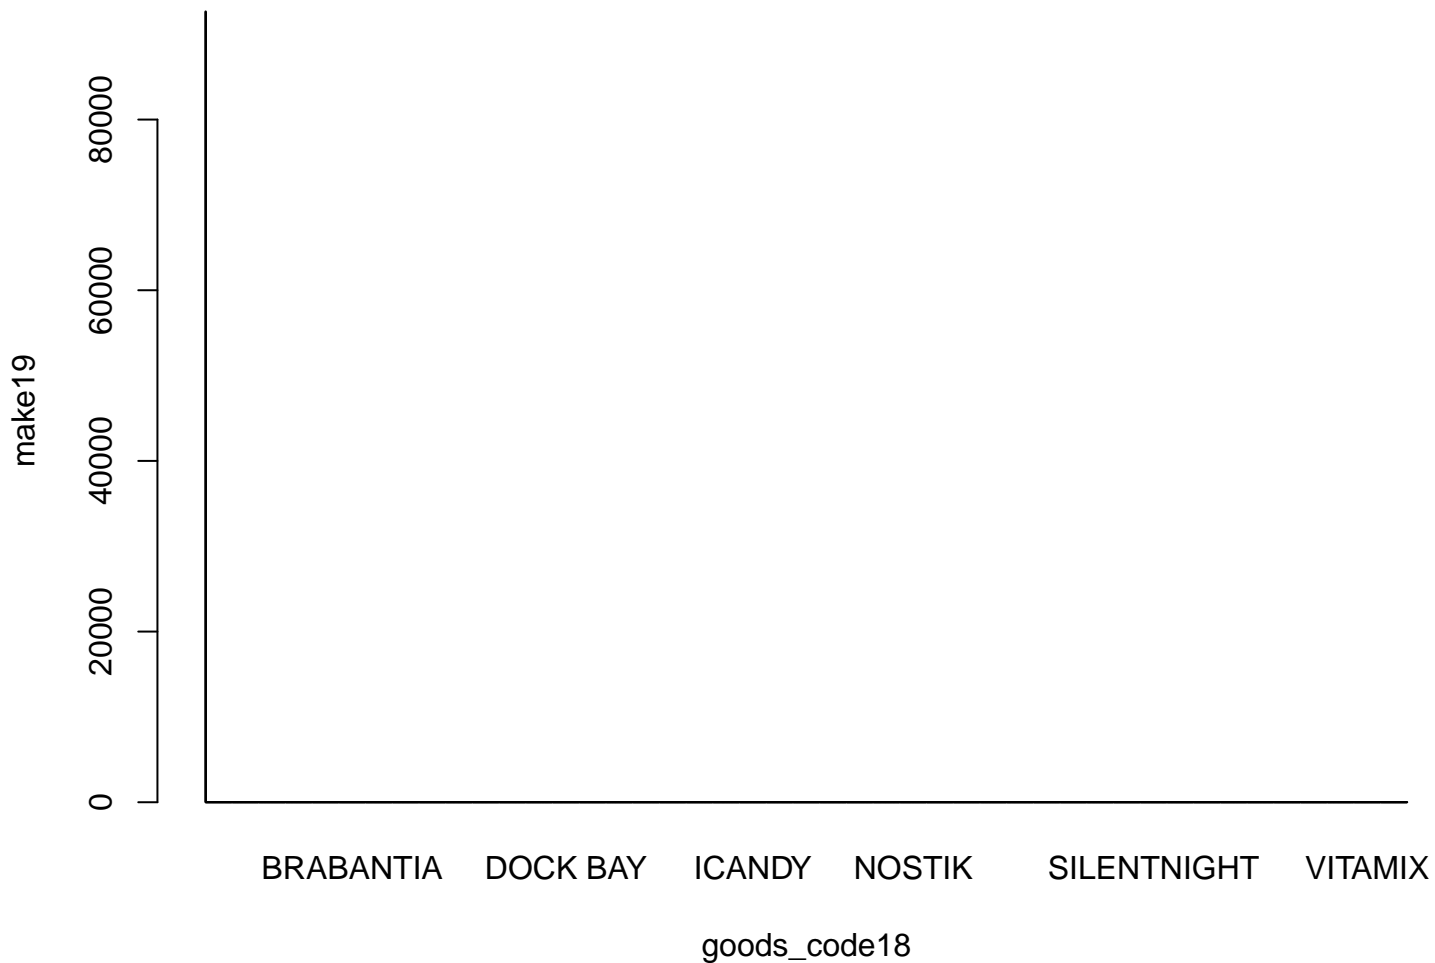 80000
60000
make19
40000
20000
0
BRABANTIA DOCK BAY ICANDY NOSTIK SILENTNIGHT VITAMIX
goods_code18